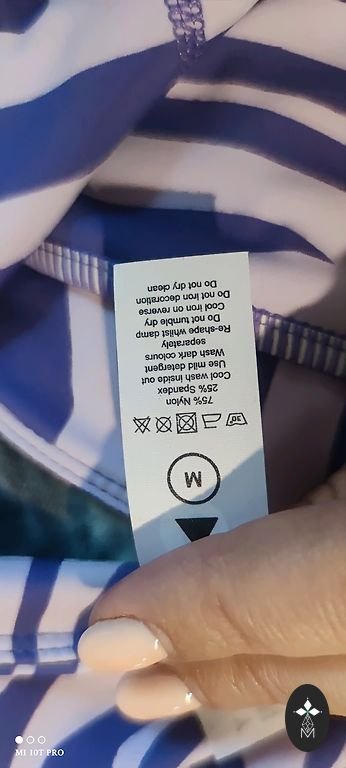 M
30
75% Nylon
25% Spandex
Cool wash inside out
Use mild detergent
Wash dark colours
separately
Re-shape whilst damp
Do not tumble dry
Cool iron on reverse
Do not iron decoration
Do not dry clean
MI 10T PRO
M